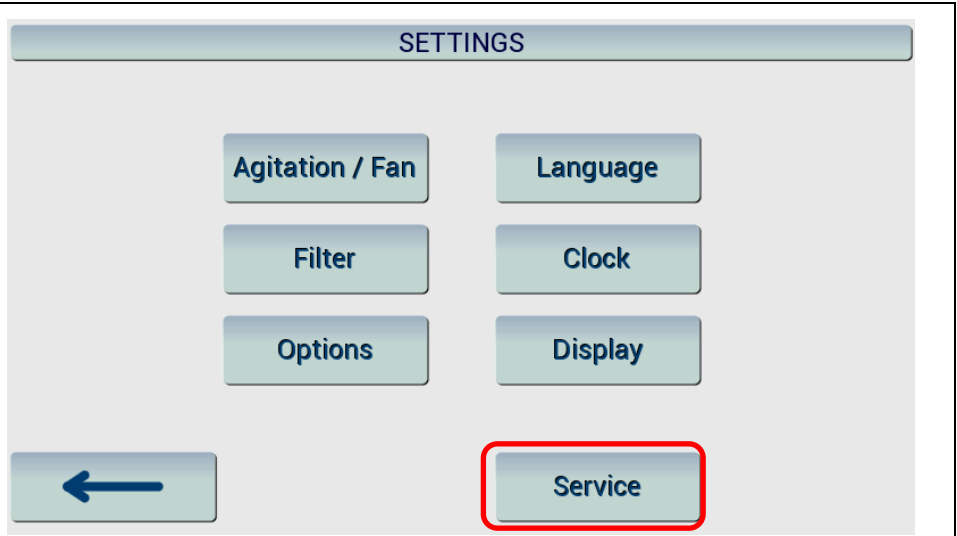 SETTINGS
Agitation / Fan
Language
Filter
Clock
Options
Display
Service